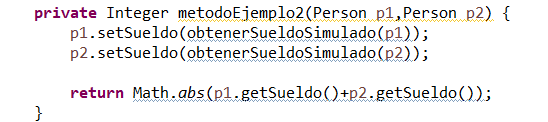 private Integer metodoEjemplo2(Person p1,Person p2) {
p1.setSueldo(obtenerSueldoSimulado(p1));
p2.setSueldo(obtenerSueldoSimulado(p2));
return Math.abs(p1.getSueldo()+p2.getSueldo());
}